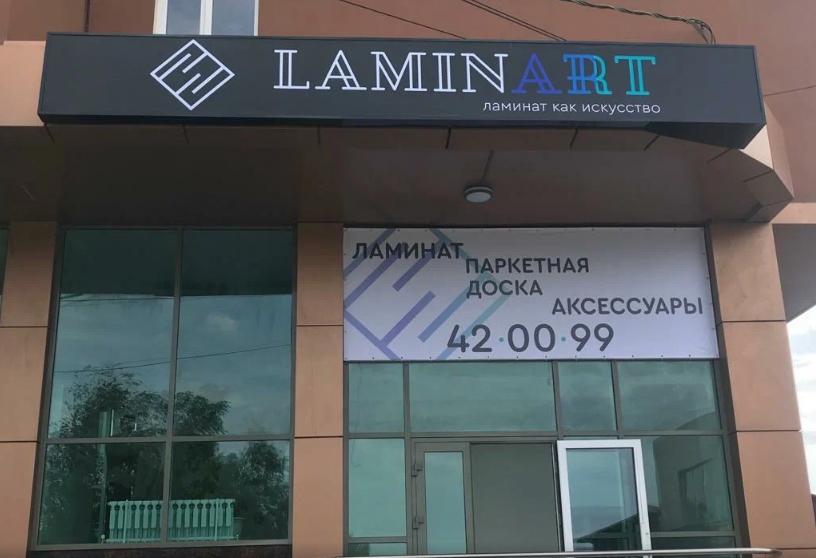 LAMINART
ламинат как искусство
ЛАМИНАТ
ПАРКЕТНАЯ
ДОСКА
АКСЕССУАРЫ
42·00·99